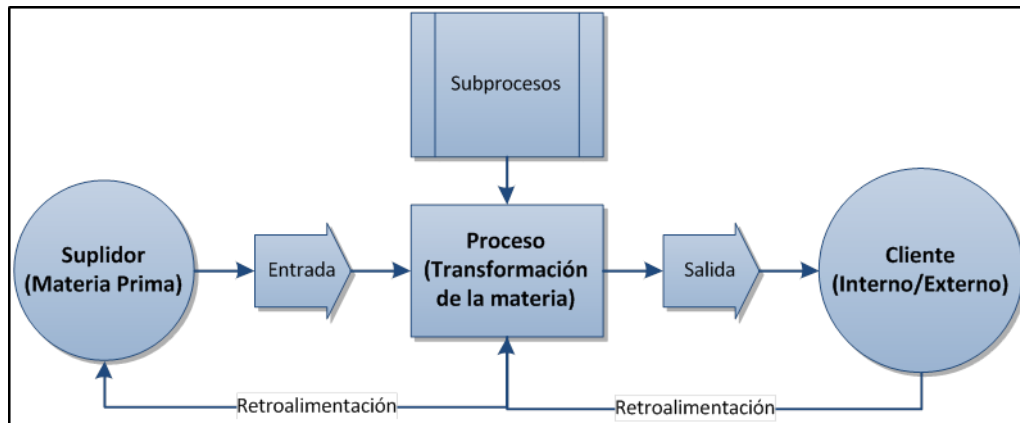 Subprocesos
Suplidor
(Materia Prima)
Entrada
Proceso
(Transformación
de la materia)
Salida
Cliente
(Interno/Externo)
Retroalimentación
Retroalimentación